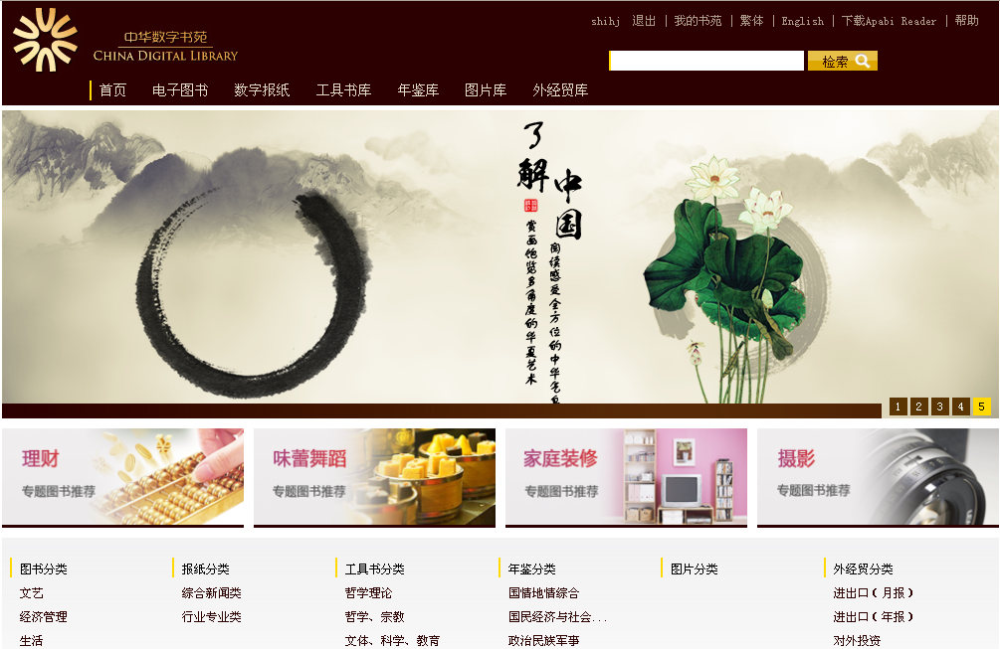 shihj 退出 | 我的书苑 | 繁体 | English | 下载Apabi Reader | 帮助
中华数字书苑
CHINA DIGITAL LIBRARY
检索
首页 电子图书 数字报纸 工具书库 年鉴库 图片库 外经贸库
了解
中国
赏画饱览多角度的华夏艺术
阅读感受全方位的中华气息
1 2 3 4 5
理财
专题图书推荐
味蕾舞蹈
专题图书推荐
家庭装修
专题图书推荐
摄影
专题图书推荐
图书分类 报纸分类 工具书分类 年鉴分类 图片分类 外经贸分类
文艺 综合新闻类 哲学理论 国情地情综合 进出口(月报)
经济管理 行业专业类 哲学、宗教 国民经济与社会... 进出口(年报)
生活 文体、科学、教育 政治民族军事 对外投资